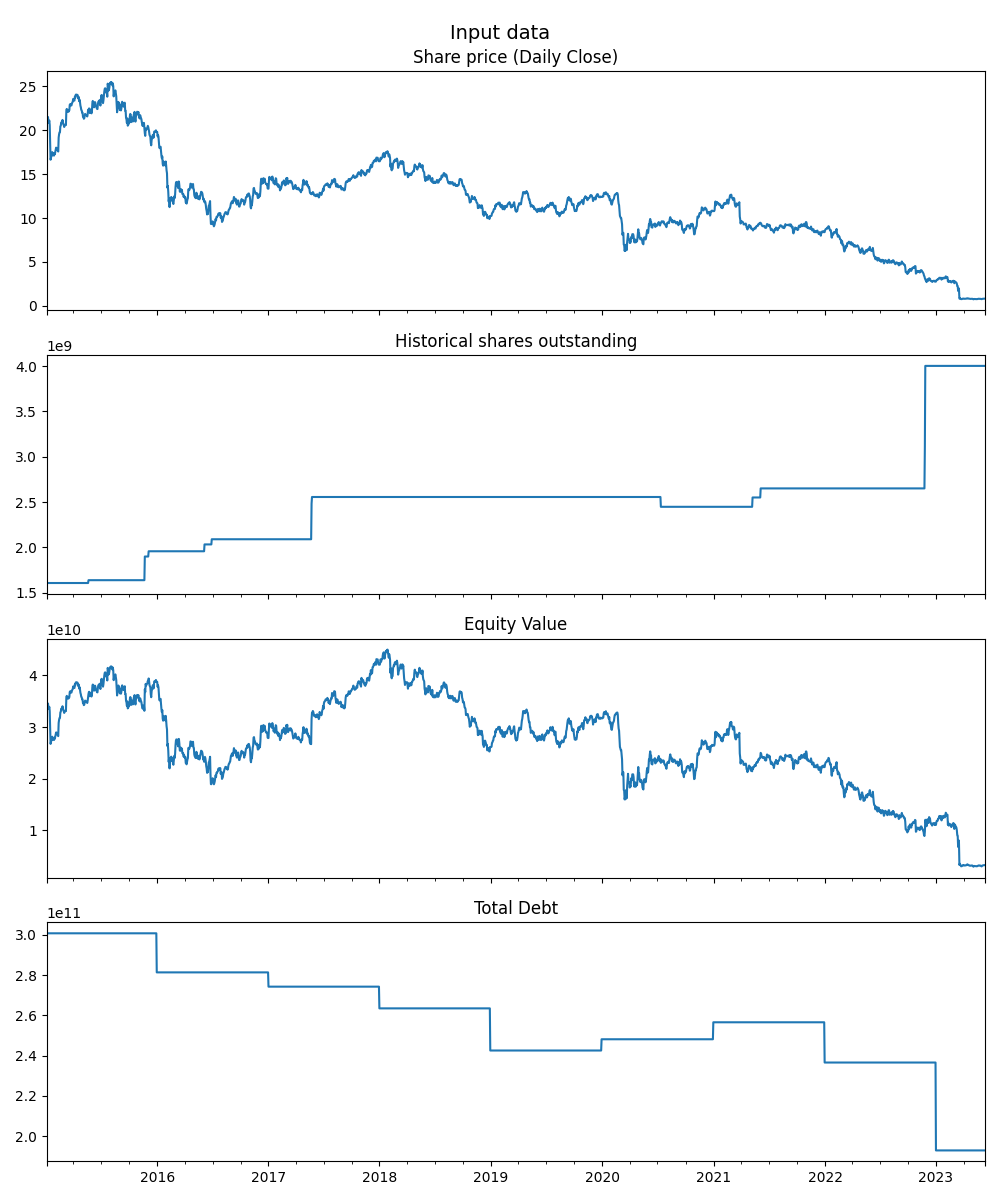 Input data
Share price (Daily Close)
25
20
15
10
5
0
Historical shares outstanding
1e9
4.0
3.5
3.0
2.5
2.0
1.5
Equity Value
1e10
4
3
2
1
Total Debt
1e11
3.0
2.8
2.6
2.4
2.2
2.0
2016 2017 2018 2019 2020 2021 2022 2023